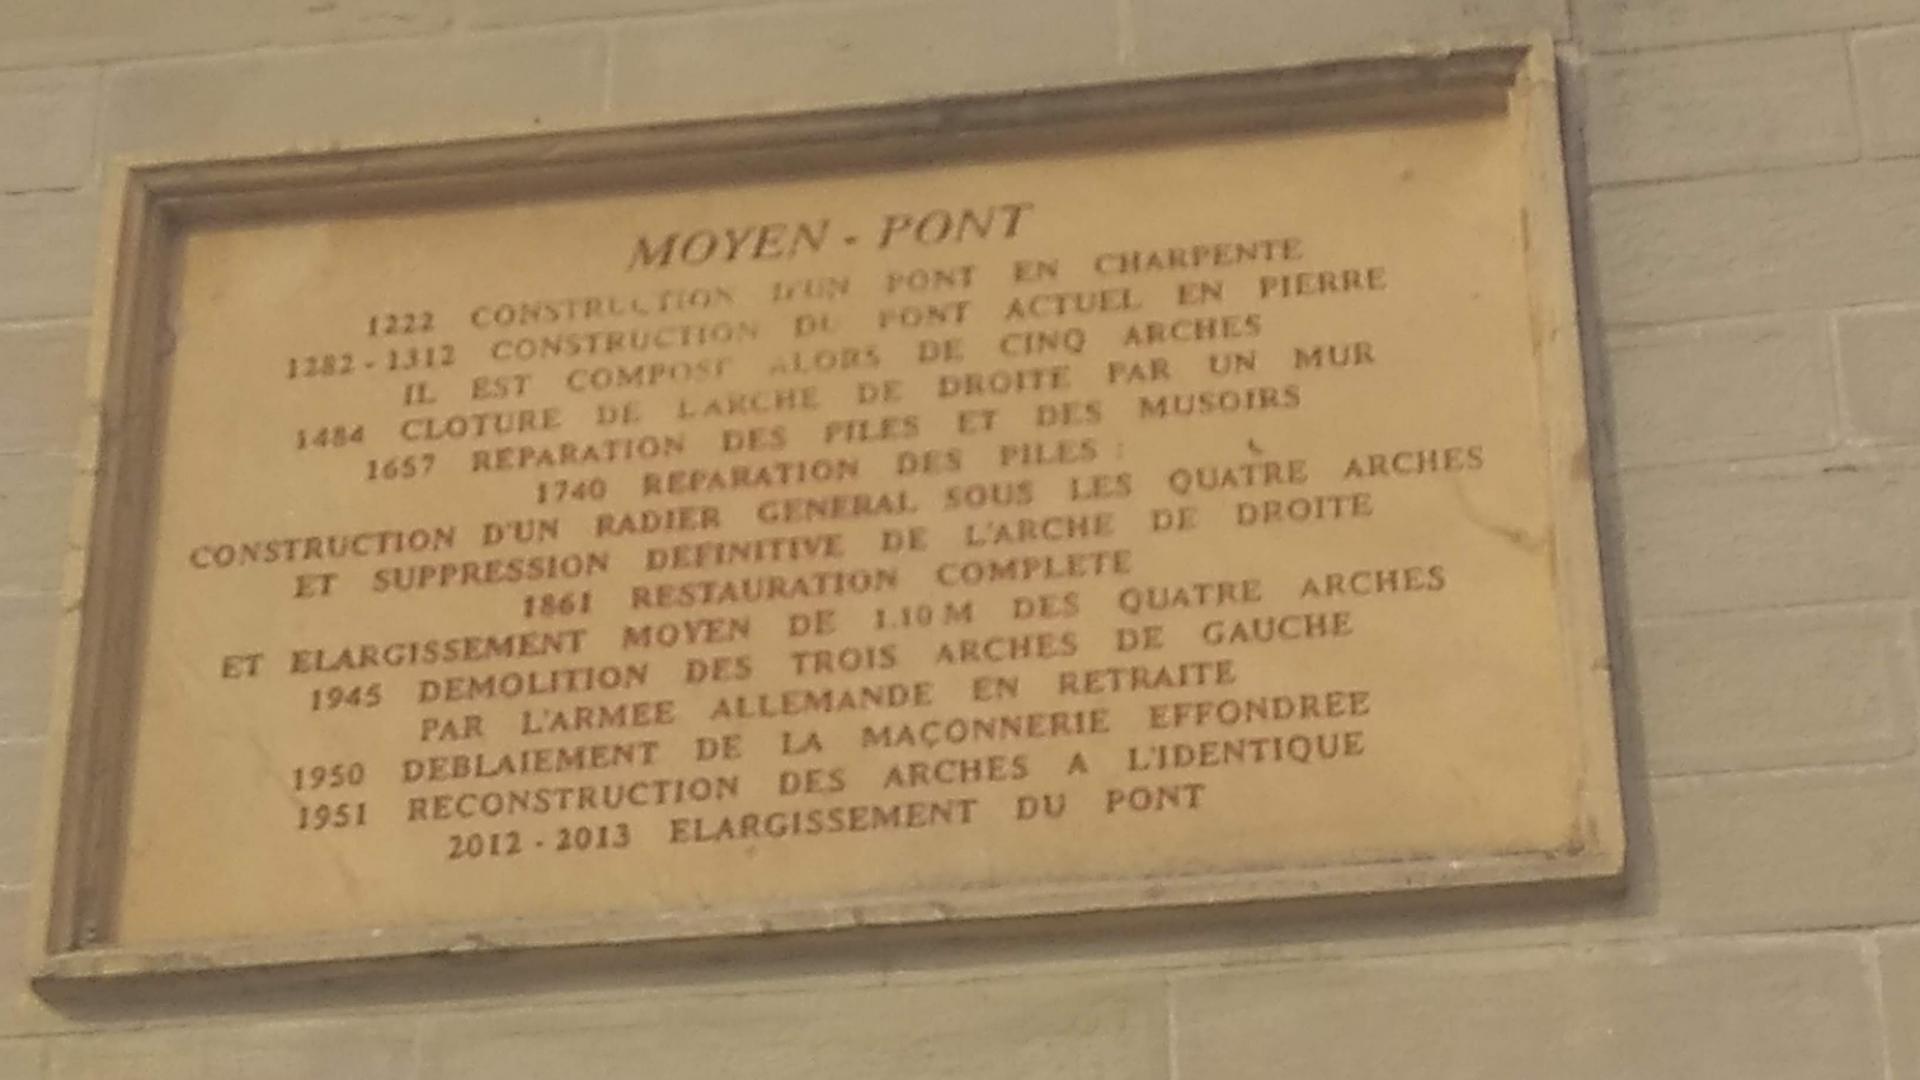 MOYEN - PONT
1222 CONSTRUCTION D'UN PONT EN CHARPENTE
1282 - 1312 CONSTRUCTION DU PONT ACTUEL EN PIERRE
IL EST COMPOSE ALORS DE CINQ ARCHES
1484 CLOTURE DE L'ARCHE DE DROITE PAR UN MUR
1657 REPARATION DES PILES ET DES MUSOIRS
1740 REPARATION DES PILES :
CONSTRUCTION D'UN RADIER GENERAL SOUS LES QUATRE ARCHES
ET SUPPRESSION DEFINITIVE DE L'ARCHE DE DROITE
1861 RESTAURATION COMPLETE
ET ELARGISSEMENT MOYEN DE 1.10 M DES QUATRE ARCHES
1945 DEMOLITION DES TROIS ARCHES DE GAUCHE
PAR L'ARMEE ALLEMANDE EN RETRAITE
1950 DEBLAIEMENT DE LA MAÇONNERIE EFFONDREE
1951 RECONSTRUCTION DES ARCHES A L'IDENTIQUE
2012 - 2013 ELARGISSEMENT DU PONT